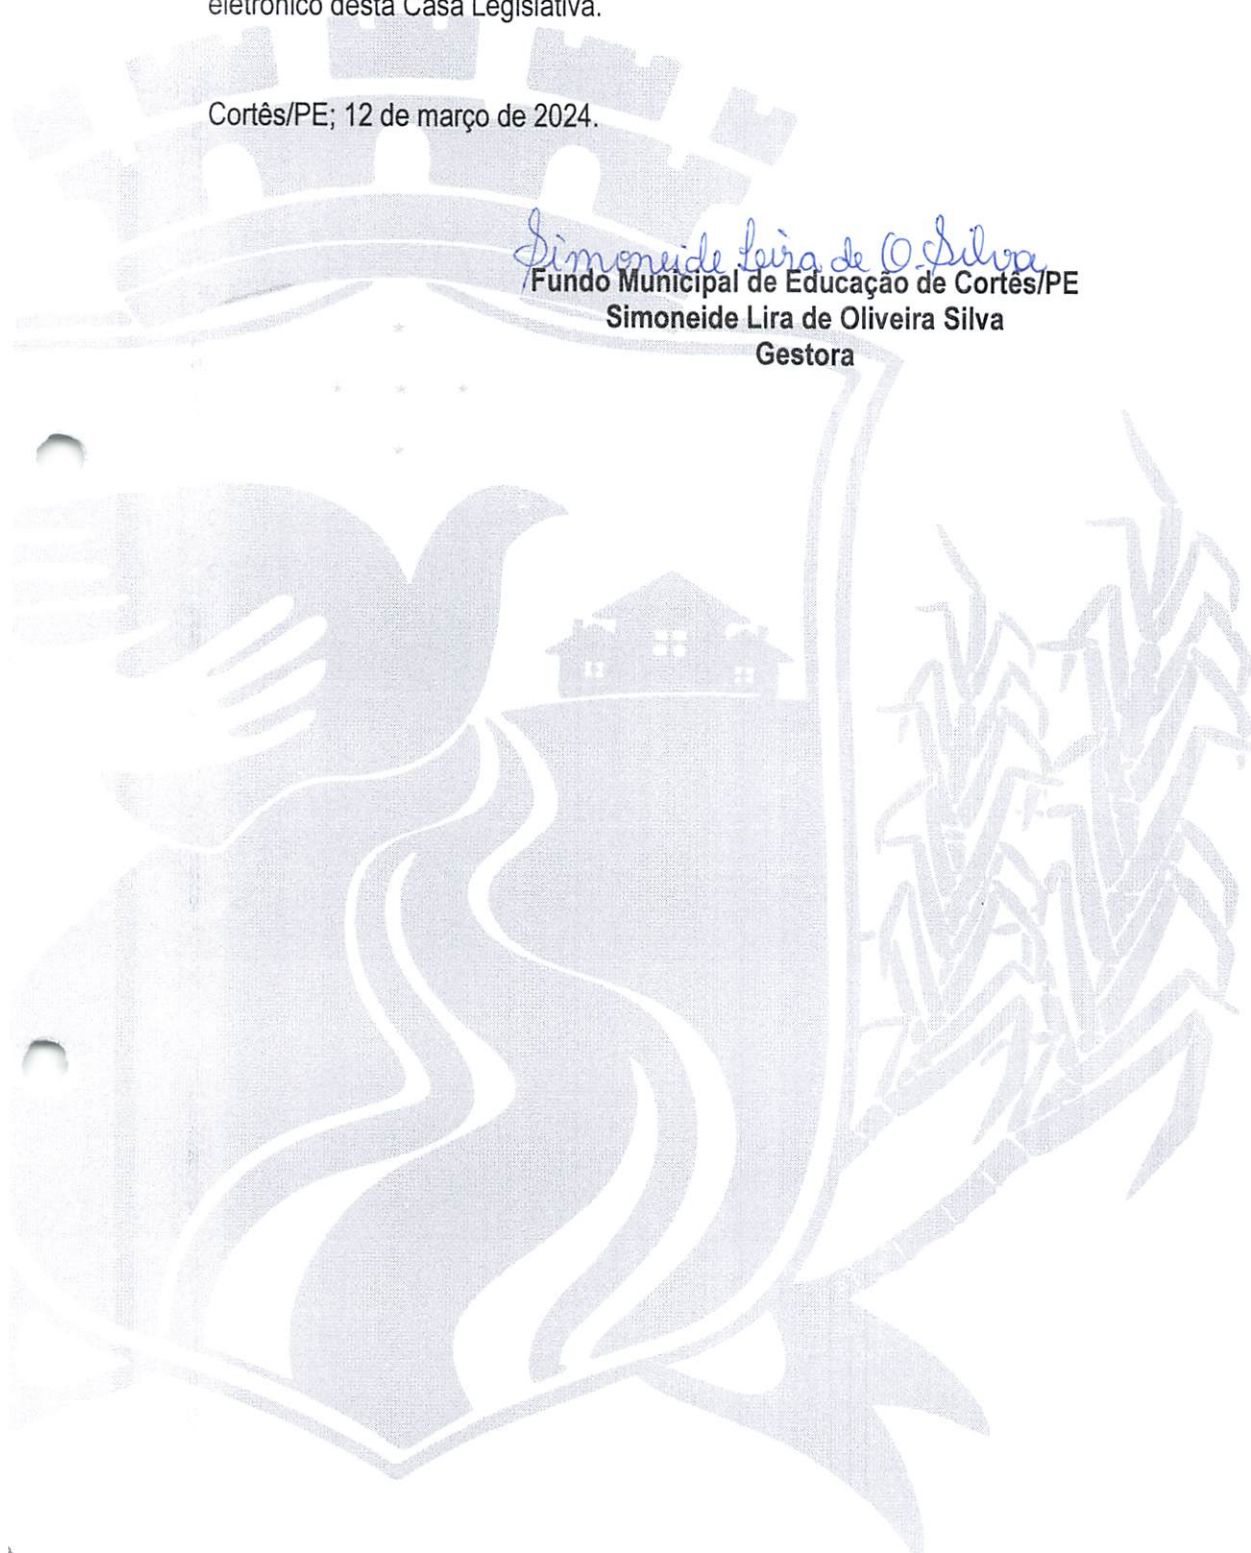 eletrônico desta Casa Legislativa.
Cortês/PE; 12 de março de 2024.
Simoneide Leira de O. Silva
Fundo Municipal de Educação de Cortês/PE
Simoneide Lira de Oliveira Silva
Gestora